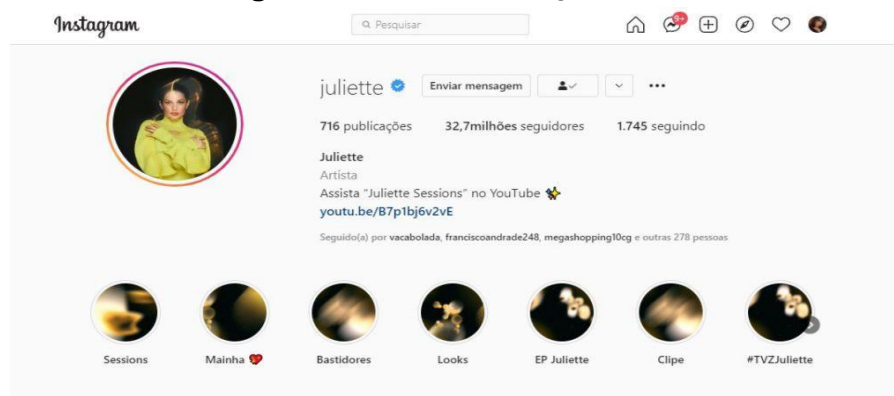 Instagram
Pesquisar
9+
juliette Enviar mensagem
716 publicações 32,7milhões seguidores 1.745 seguindo
Juliette
Artista
Assista "Juliette Sessions" no YouTube ✨
youtu.be/B7p1bj6v2vE
Seguido(a) por vacabolada, franciscoandrade248, megashopping10cg e outras 278 pessoas
Sessions Mainha 💖 Bastidores Looks EP Juliette Clipe #TVZJuliette